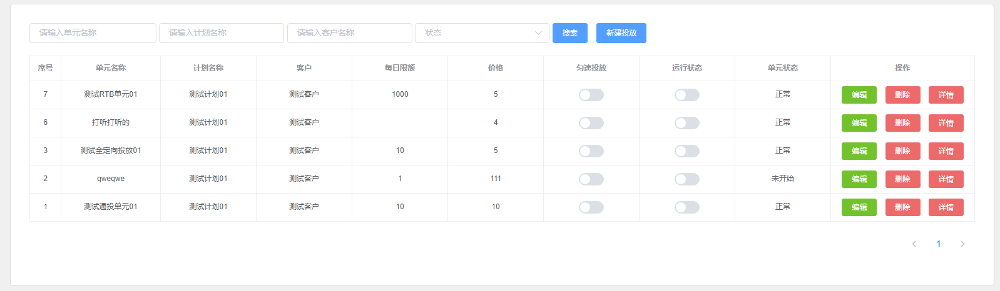 请输入单元名称 请输入计划名称 请输入客户名称 状态 搜索 新建投放
序号 单元名称 计划名称 客户 每日限额 价格 匀速投放 运行状态 单元状态 操作
7 测试RTB单元01 测试计划01 测试客户 1000 5 正常 编辑 删除 详情
6 打听打听的 测试计划01 测试客户 4 正常 编辑 删除 详情
3 测试全定向投放01 测试计划01 测试客户 10 5 正常 编辑 删除 详情
2 qweqwe 测试计划01 测试客户 1 111 未开始 编辑 删除 详情
1 测试通投单元01 测试计划01 测试客户 10 10 正常 编辑 删除 详情
1